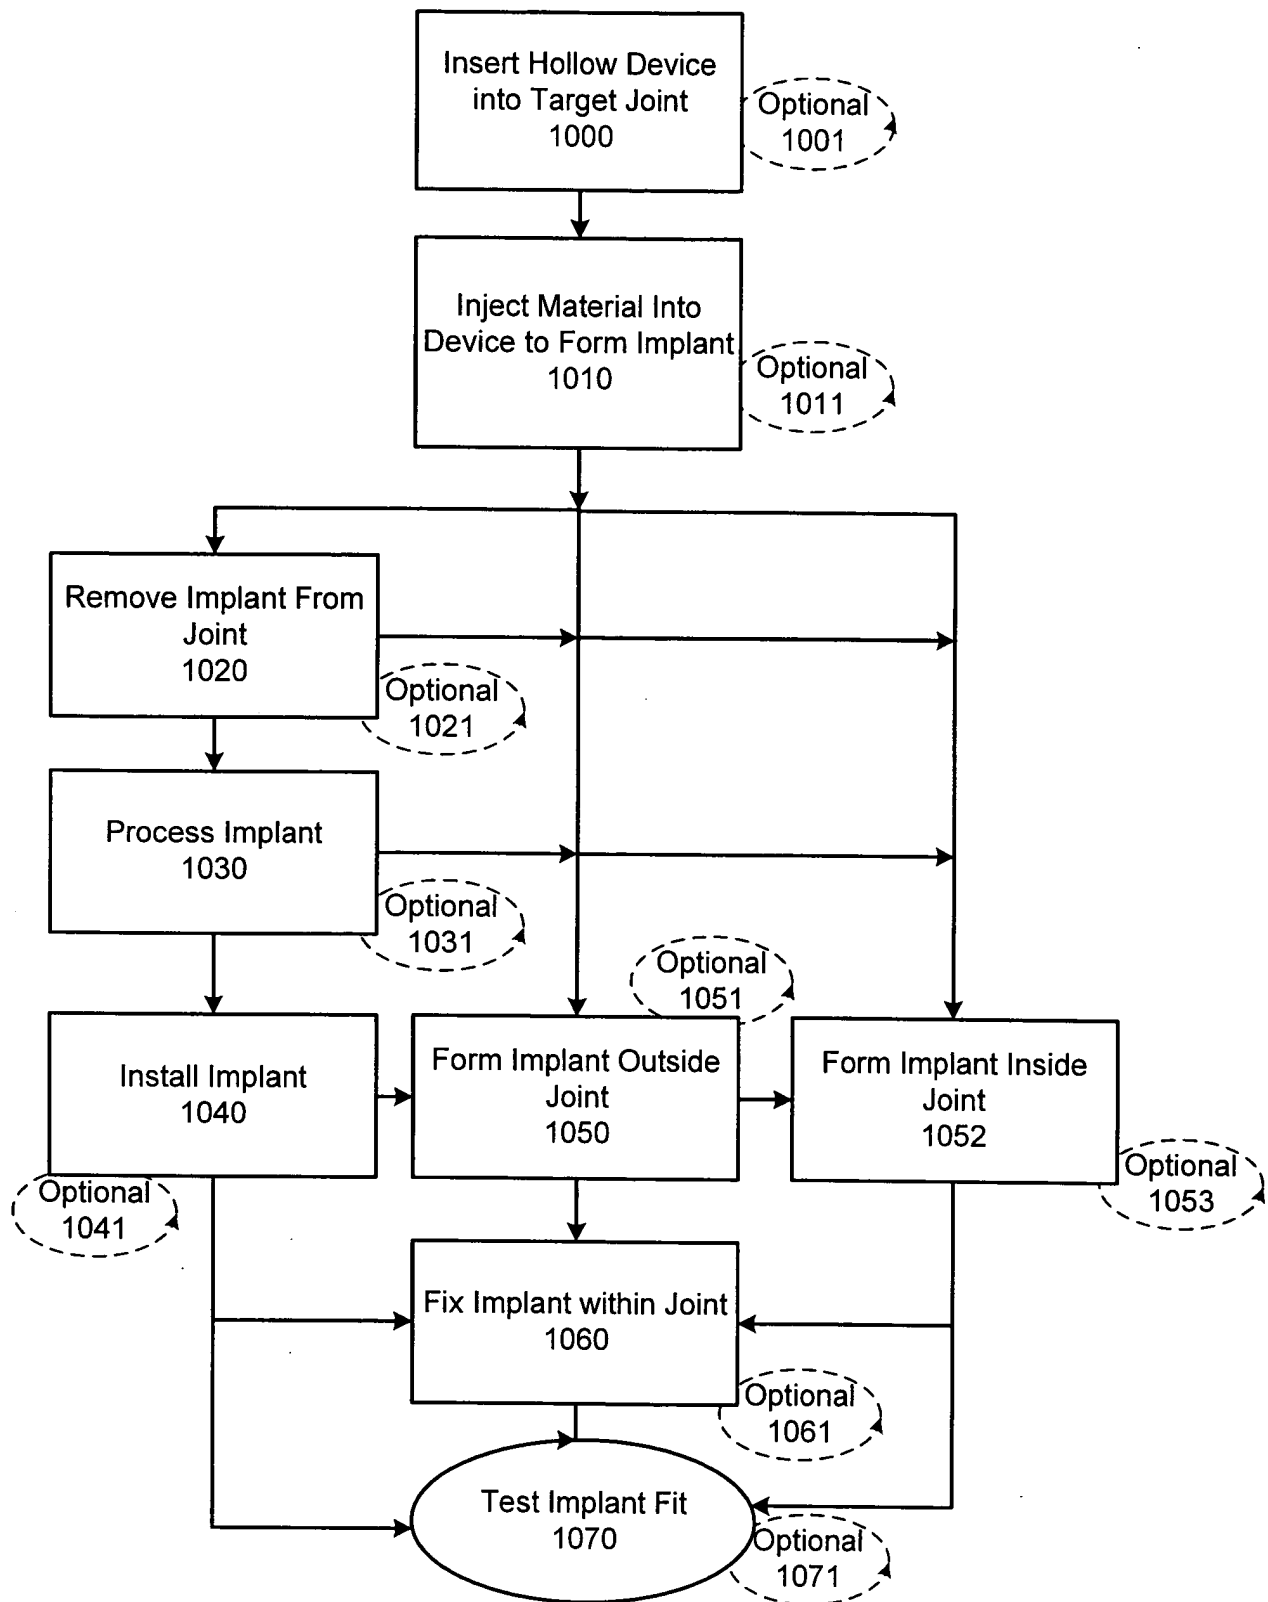 Insert Hollow Device
into Target Joint
1000
Optional
1001
Inject Material Into
Device to Form Implant
1010
Optional
1011
Remove Implant From
Joint
1020
Optional
1021
Process Implant
1030
Optional
1031
Install Implant
1040
Optional
1041
Optional
1051
Form Implant Outside
Joint
1050
Form Implant Inside
Joint
1052
Optional
1053
Fix Implant within Joint
1060
Optional
1061
Test Implant Fit
1070
Optional
1071